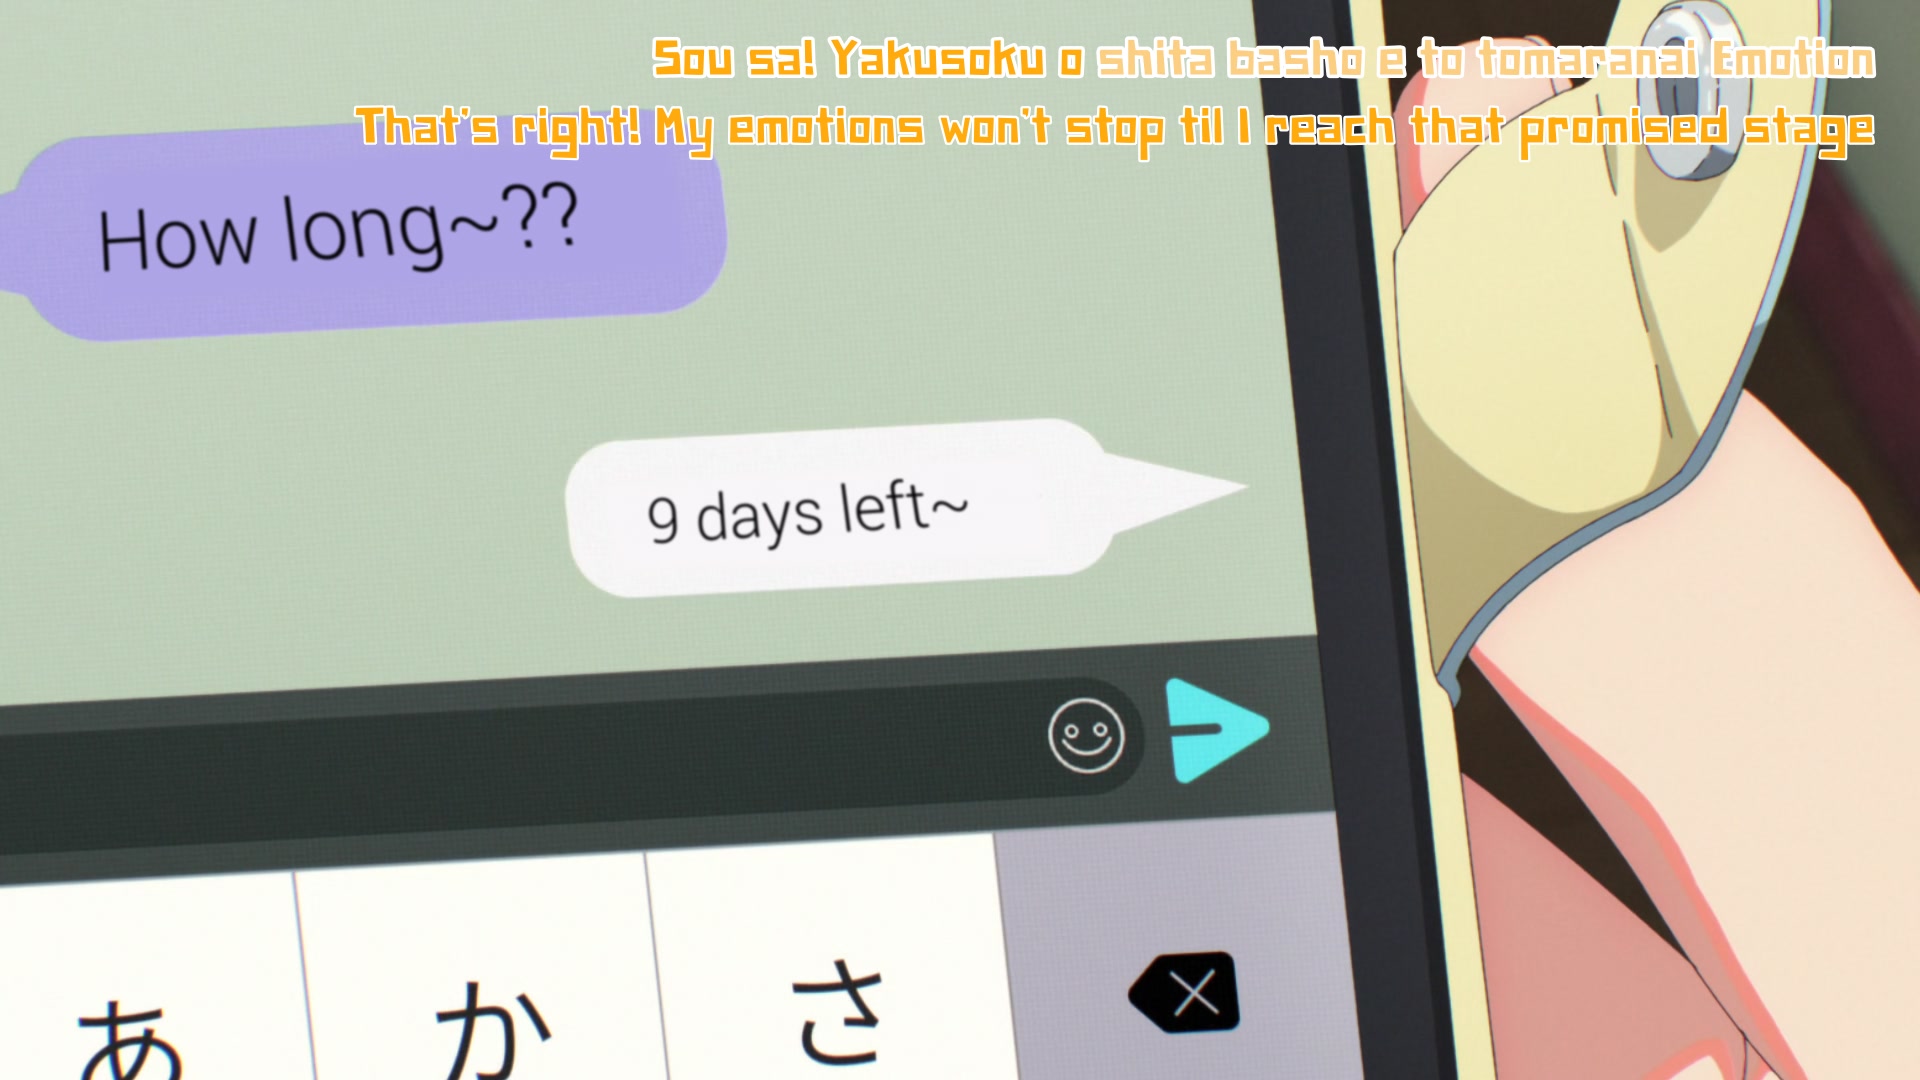 Sou sa! Yakusoku o shita basho e to tomaranai Emotion
That's right! My emotions won't stop til I reach that promised stage
How long~??
9 days left~
あ か さ